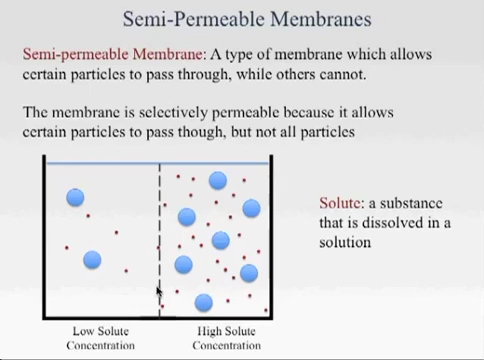 Semi-Permeable Membranes
Semi-permeable Membrane: A type of membrane which allows
certain particles to pass through, while others cannot.
The membrane is selectively permeable because it allows
certain particles to pass though, but not all particles
Solute: a substance
that is dissolved in a
solution
Low Solute
Concentration
High Solute
Concentration